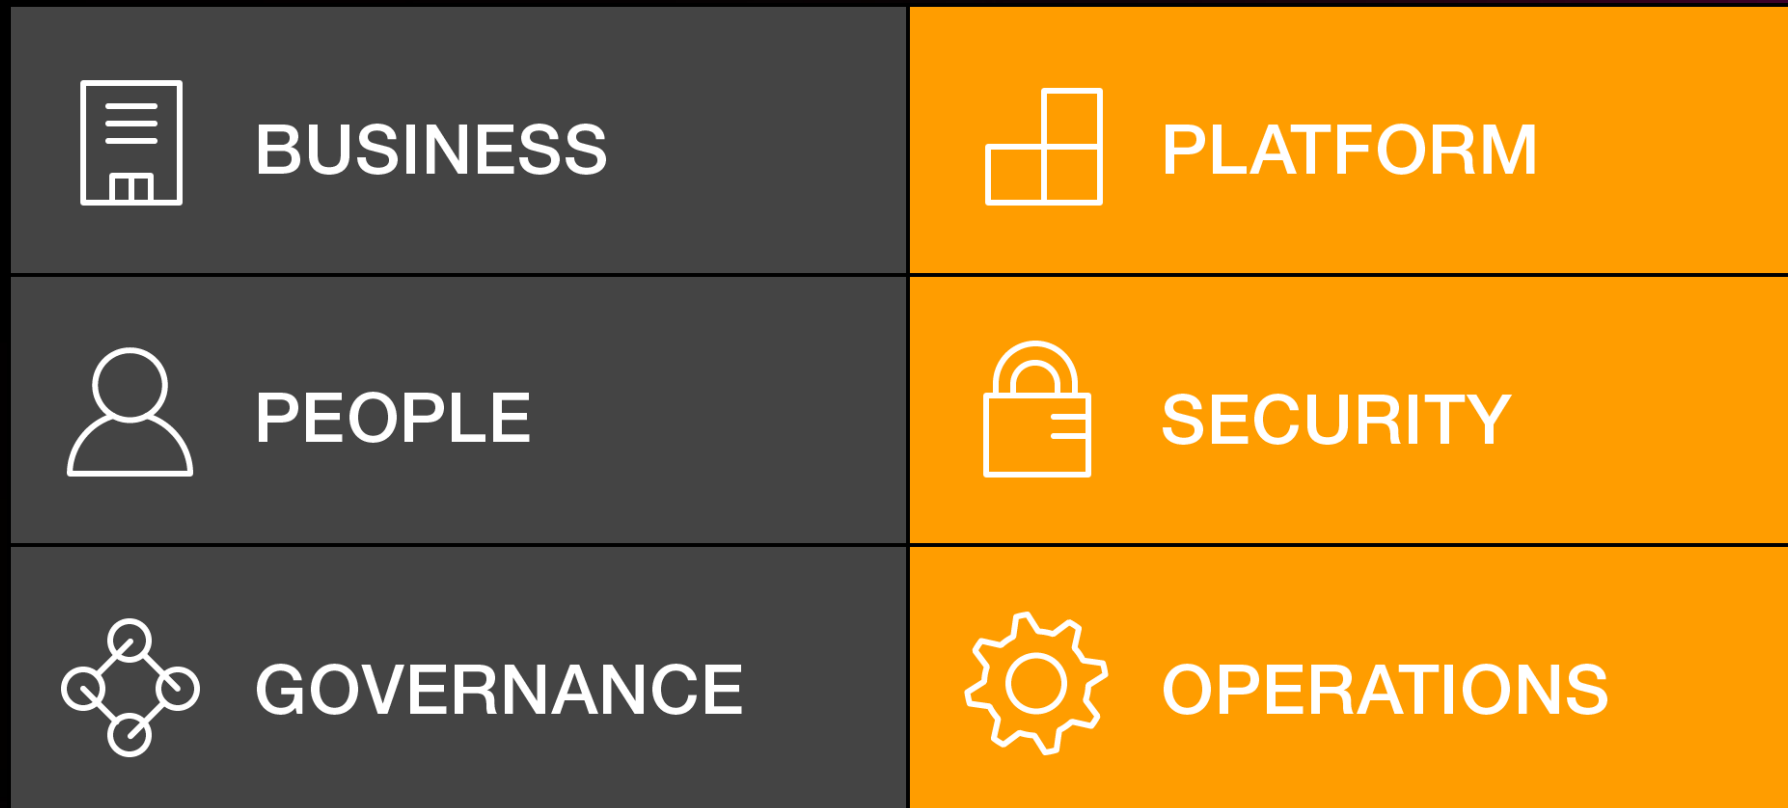 BUSINESS
PLATFORM
PEOPLE
SECURITY
GOVERNANCE
OPERATIONS